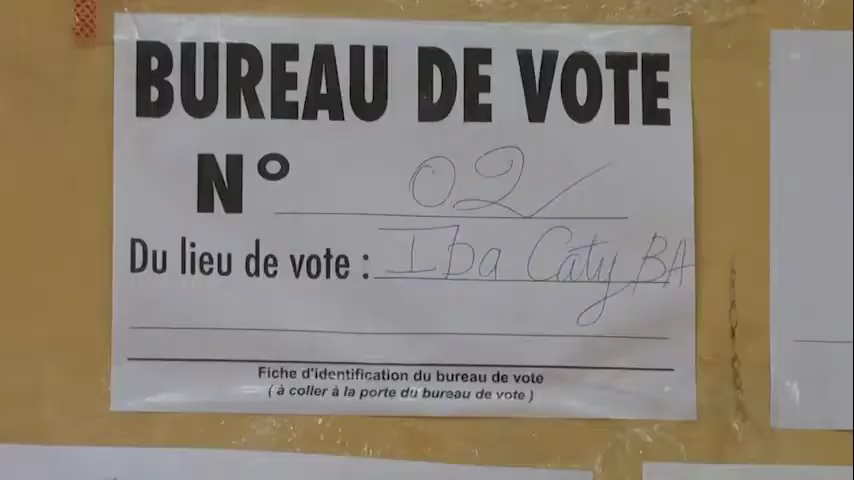 BUREAU DE VOTE
N° 02
Du lieu de vote : Iba Caty BA
Fiche d'identification du bureau de vote
( à coller à la porte du bureau de vote )